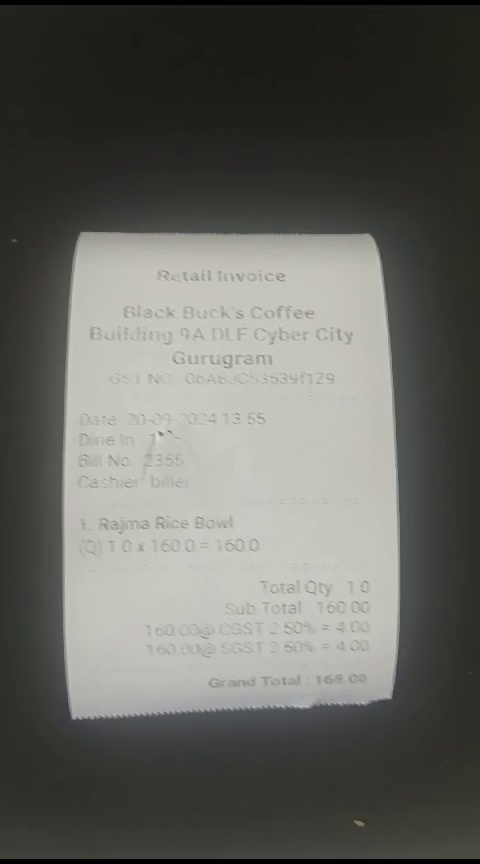 Retail Invoice
Black Buck's Coffee
Building 9A DLF Cyber City
Gurugram
GST NO:
Date: 20-09-2024 13:55
Dine In:
Bill No: 2355
Cashier: biller
1. Rajma Rice Bowl
(Q) 1.0 x 160.0 = 160.0
Total Qty : 1.0
Sub Total : 160.00
160.00@ CGST 2.50% = 4.00
160.00@ SGST 2.50% = 4.00
Grand Total : 168.00